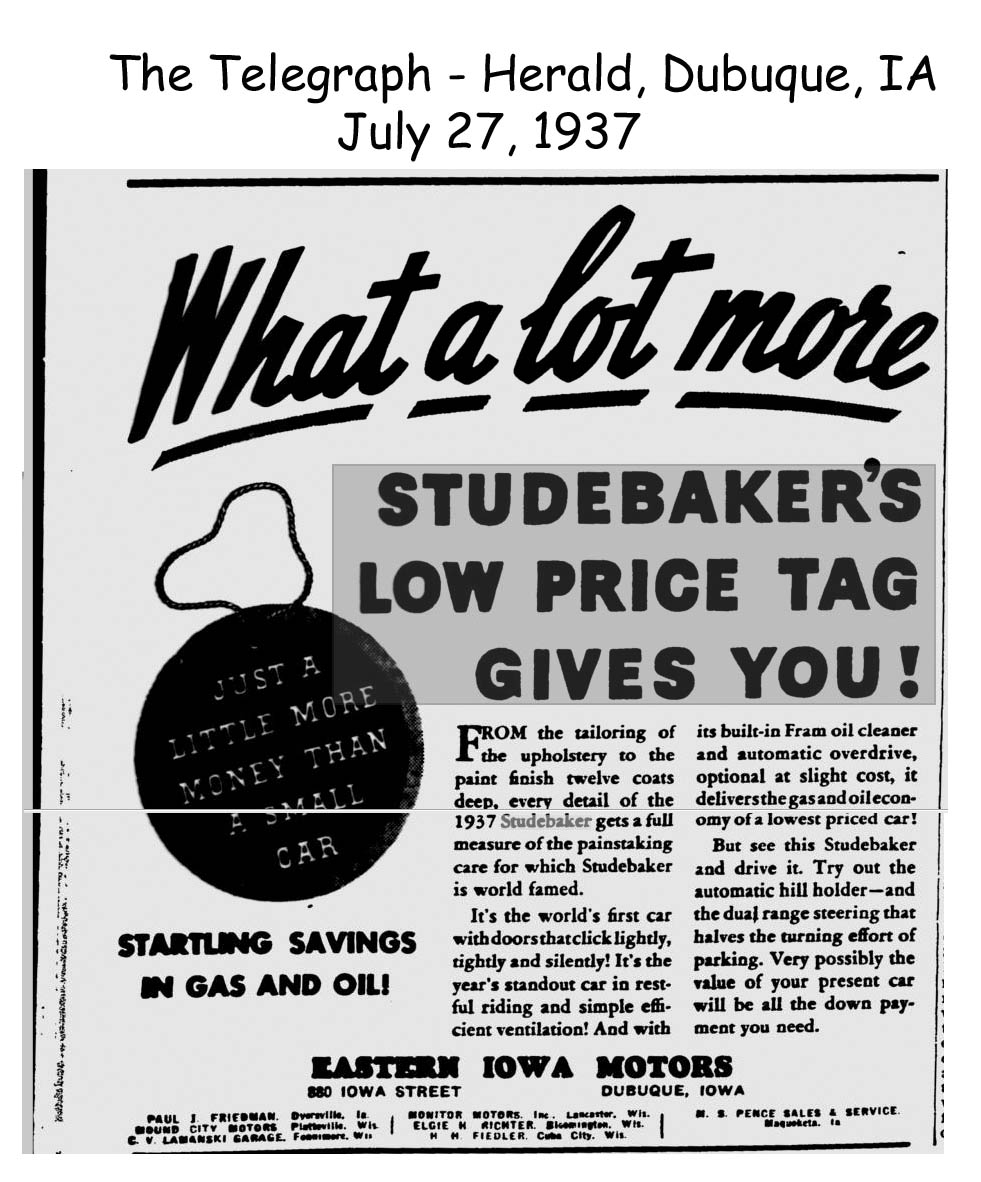 The Telegraph - Herald, Dubuque, IA
July 27, 1937
What a lot more
STUDEBAKER'S
LOW PRICE TAG
GIVES YOU!
JUST A
LITTLE MORE
MONEY THAN
A SMALL
CAR
STARTLING SAVINGS
IN GAS AND OIL!
FROM the tailoring of
the upholstery to the
paint finish twelve coats
deep, every detail of the
1937 Studebaker gets a full
measure of the painstaking
care for which Studebaker
is world famed.
It's the world's first car
with doors that click lightly,
tightly and silently! It's the
year's standout car in rest-
ful riding and simple effi-
cient ventilation! And with
its built-in Fram oil cleaner
and automatic overdrive,
optional at slight cost, it
delivers the gas and oil econ-
omy of a lowest priced car!
But see this Studebaker
and drive it. Try out the
automatic hill holder—and
the dual range steering that
halves the turning effort of
parking. Very possibly the
value of your present car
will be all the down pay-
ment you need.
EASTERN IOWA MOTORS
880 IOWA STREET DUBUQUE, IOWA
PAUL J. FRIEDMAN, Dyersville, Ia.
MOUND CITY MOTORS Platteville, Wis.
C. V. LAMANSKI GARAGE, Fennimore, Wis
MONITOR MOTORS, Inc., Lancaster, Wis.
ELGIE H RICHTER, Bloomington, Wis.
H. H. FIEDLER, Cuba City, Wis.
M. S. PENCE SALES & SERVICE,
Maquoketa, Ia